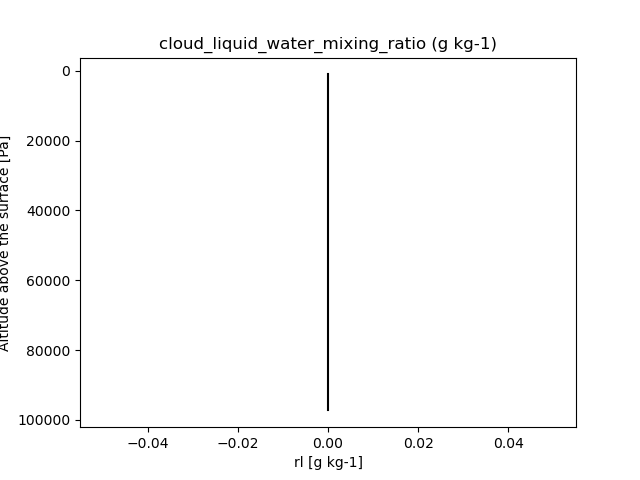 cloud_liquid_water_mixing_ratio (g kg-1)
Altitude above the surface [Pa]
0
20000
40000
60000
80000
100000
−0.04 −0.02 0.00 0.02 0.04
rl [g kg-1]